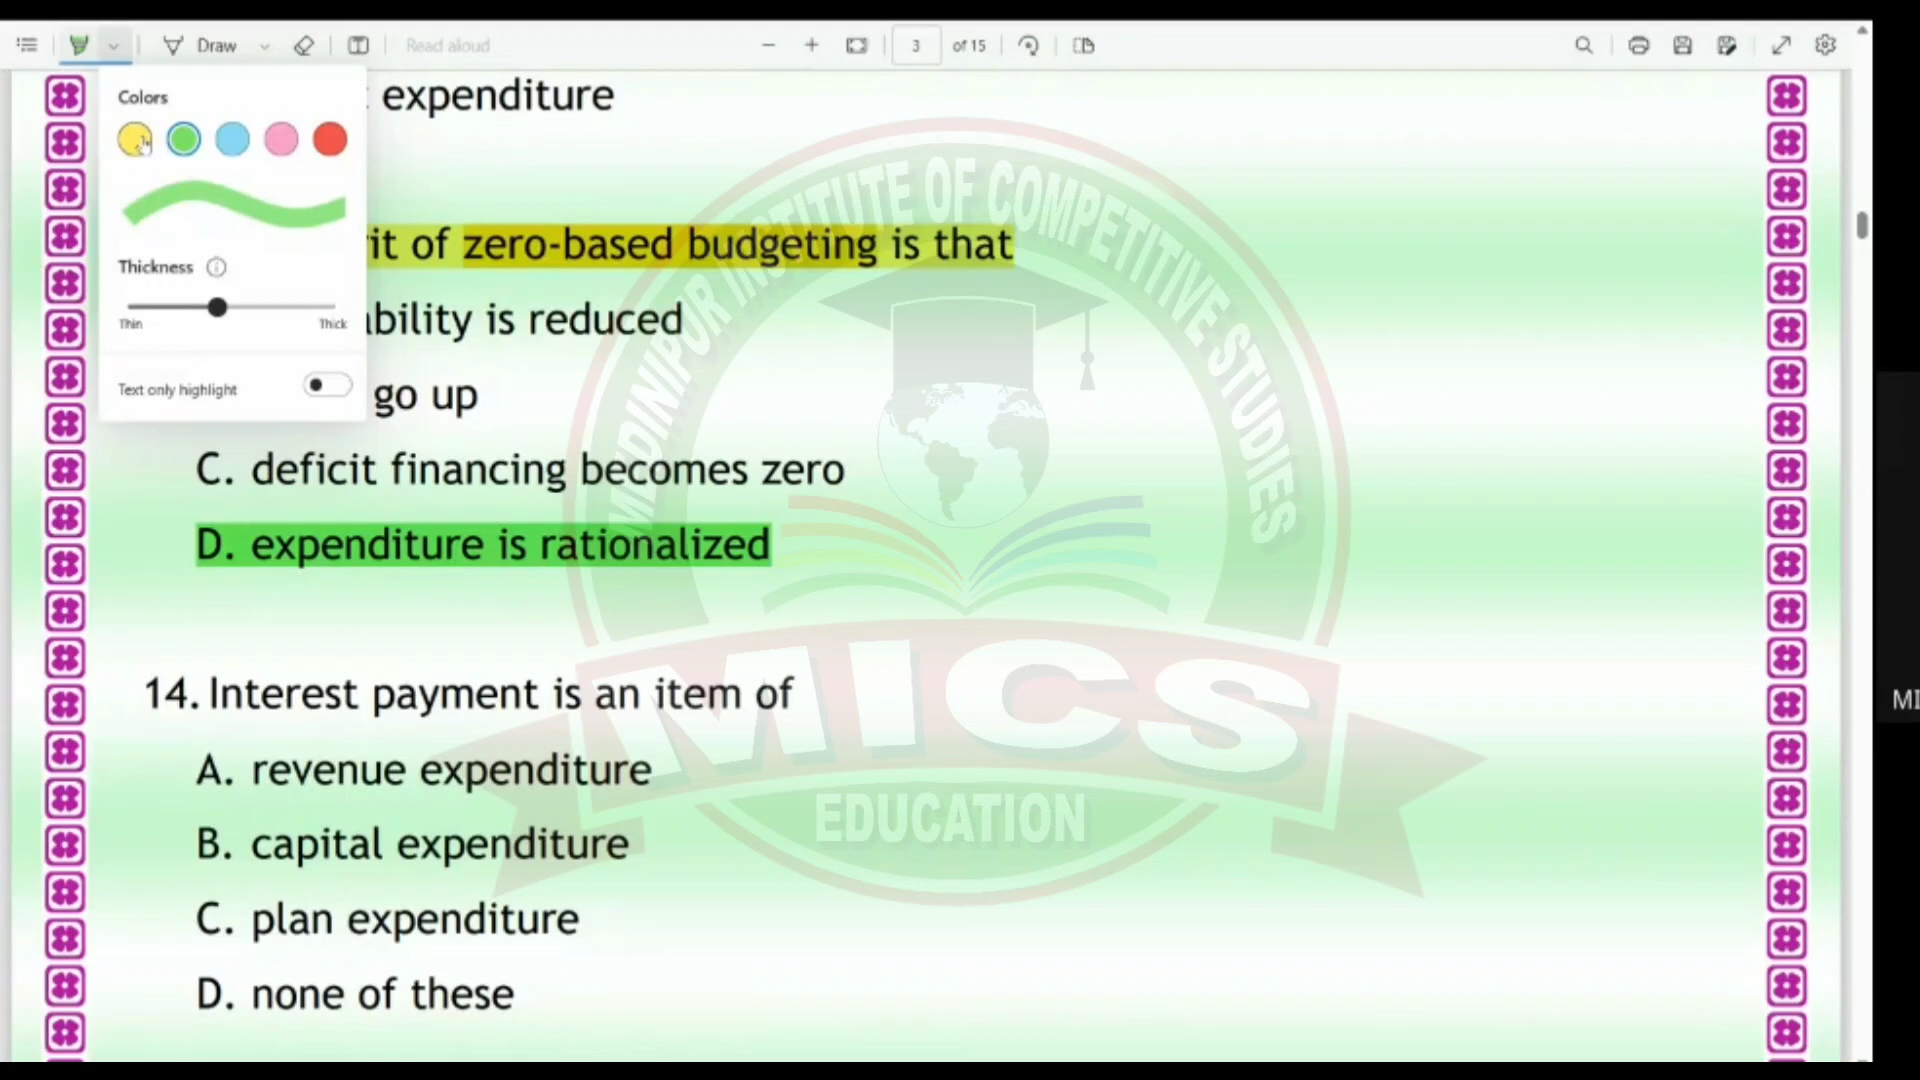 Draw
Read aloud
3 of 15
Colors
expenditure
it of zero-based budgeting is that
Thickness
Thin Thick
bility is reduced
Text only highlight
go up
C. deficit financing becomes zero
D. expenditure is rationalized
14. Interest payment is an item of
A. revenue expenditure
B. capital expenditure
C. plan expenditure
D. none of these
MEDINIPUR INSTITUTE OF COMPETITIVE STUDIES
MICS
EDUCATION
MI